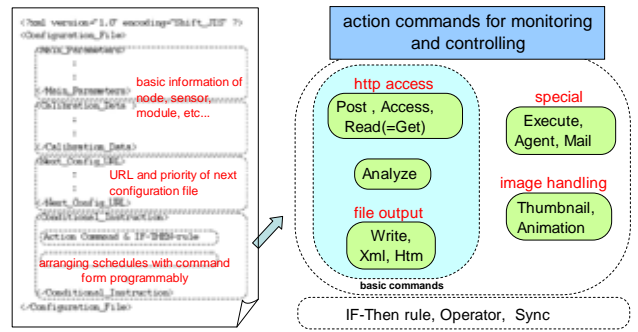 <?xml version="1.0" encoding="Shift_JIS" ?>
<Configuration_File>
<Main_Parameters>
:
:
</Main_Parameters>
basic information of
node, sensor,
module, etc...
<Calibration_Data>
:
:
</Calibration_Data>
<Next_Config_URL>
URL and priority of next
configuration file
</Next_Config_URL>
<Conditional_Instruction>
Action Command & IF-THEN-rule
arranging schedules with command
form programmably
</Conditional_Instruction>
</Configuration_File>
action commands for monitoring
and controlling
http access
Post , Access,
Read(=Get)
Analyze
file output
Write,
Xml, Htm
basic commands
special
Execute,
Agent, Mail
image handling
Thumbnail,
Animation
IF-Then rule, Operator, Sync